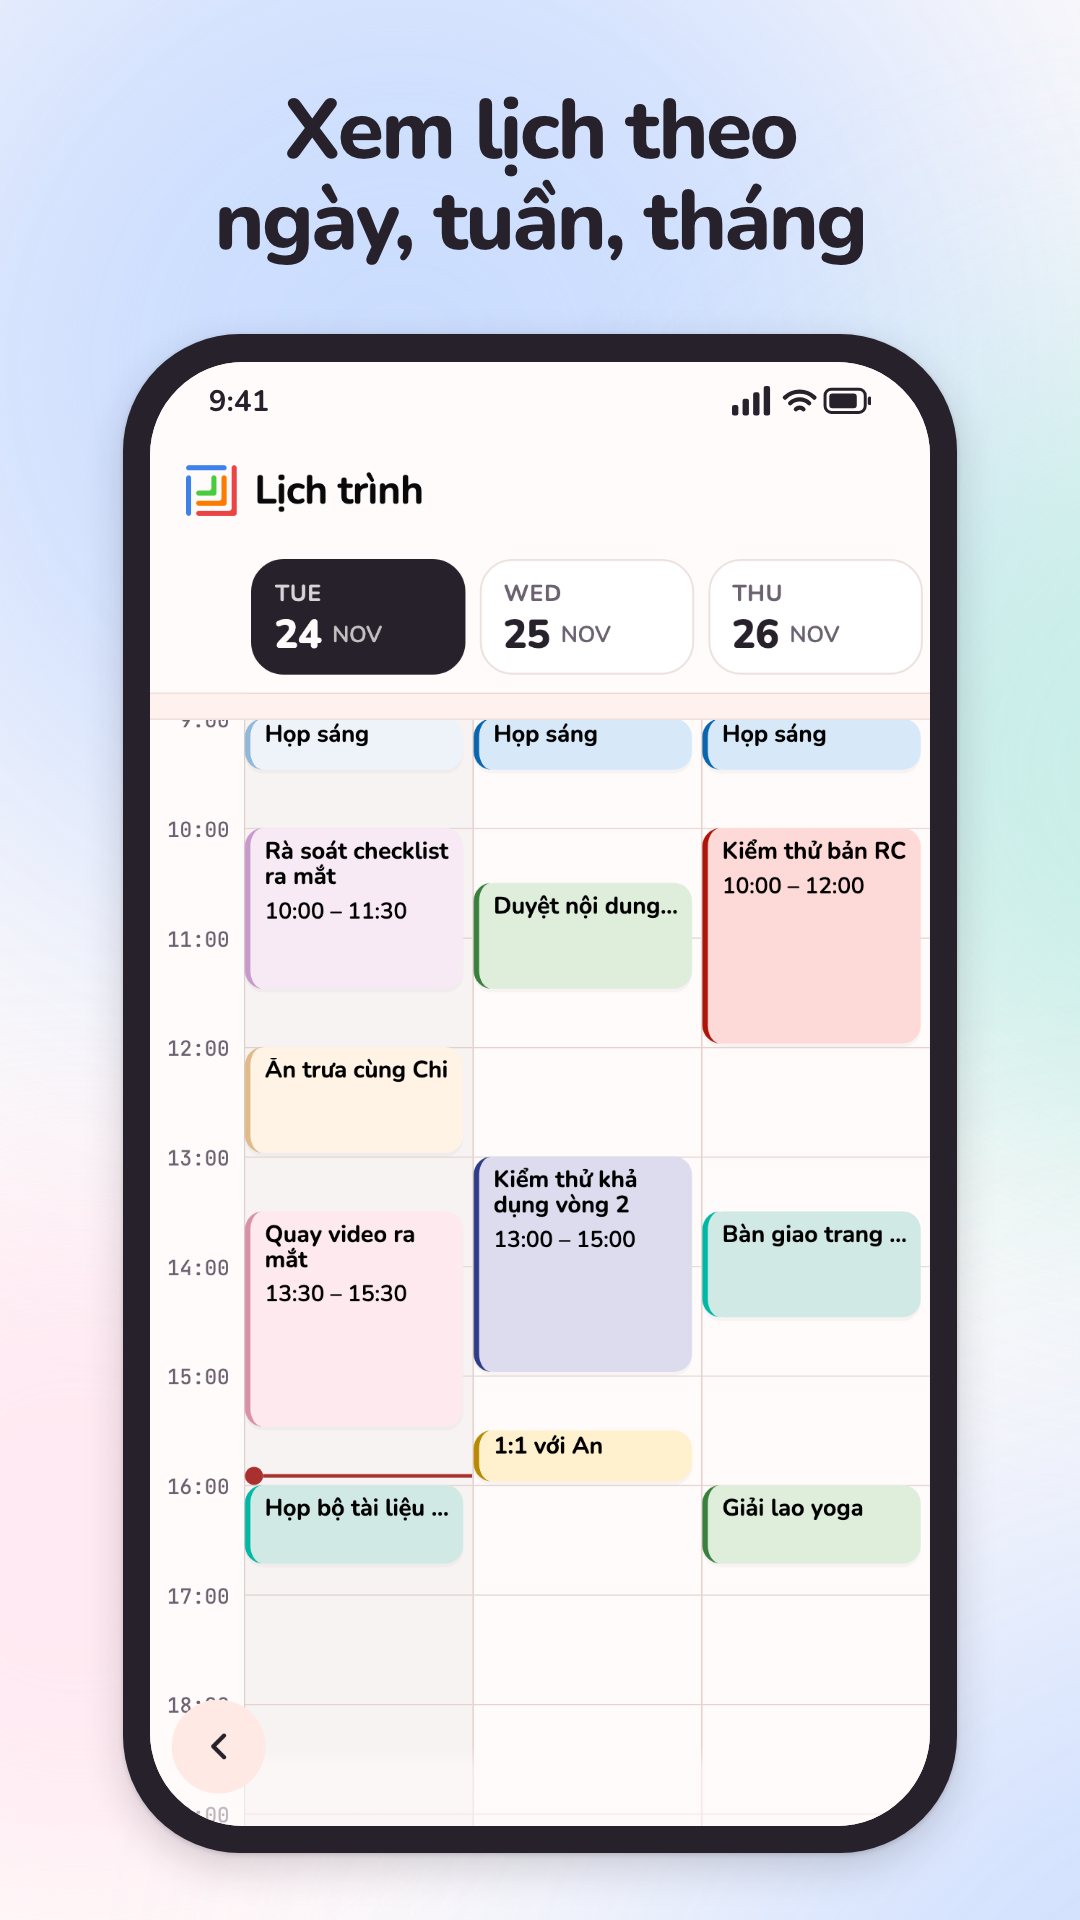 Xem lịch theo
ngày, tuần, tháng
9:41
Lịch trình
TUE
24 NOV
WED
25 NOV
THU
26 NOV
9:00
Họp sáng
Họp sáng
Họp sáng
10:00
Rà soát checklist
ra mắt
10:00 – 11:30
Kiểm thử bản RC
10:00 – 12:00
Duyệt nội dung...
11:00
12:00
Ăn trưa cùng Chi
13:00
Kiểm thử khả
dụng vòng 2
13:00 – 15:00
Quay video ra
mắt
13:30 – 15:30
Bàn giao trang ...
14:00
15:00
1:1 với An
16:00
Họp bộ tài liệu ...
Giải lao yoga
17:00
18:00
:00